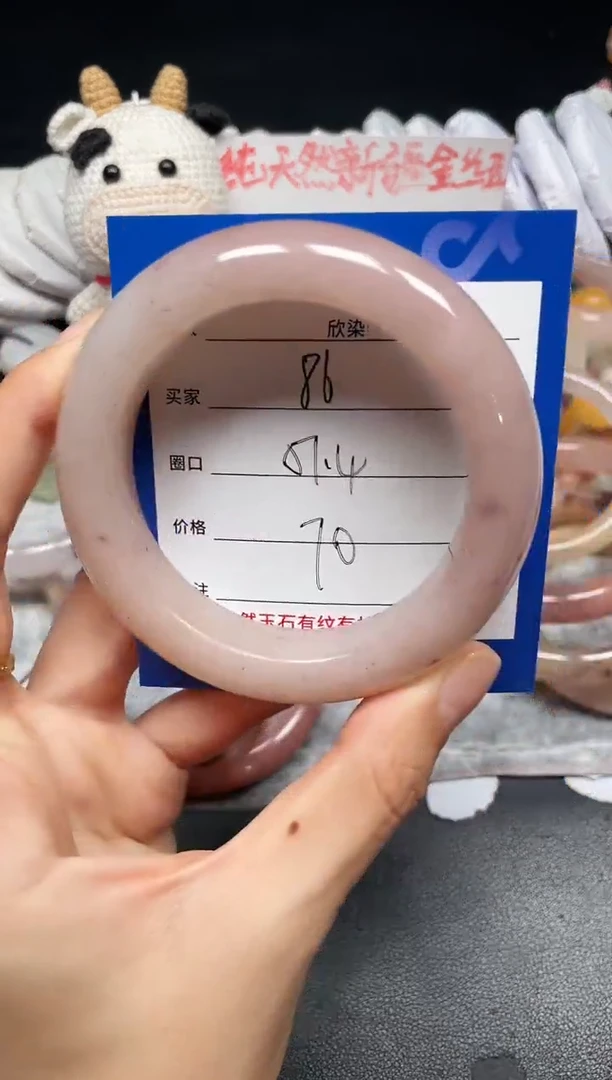 纯天然新疆金丝玉
欣染
买家 86
圈口 57.4
价格 70
注
然玉石有纹有